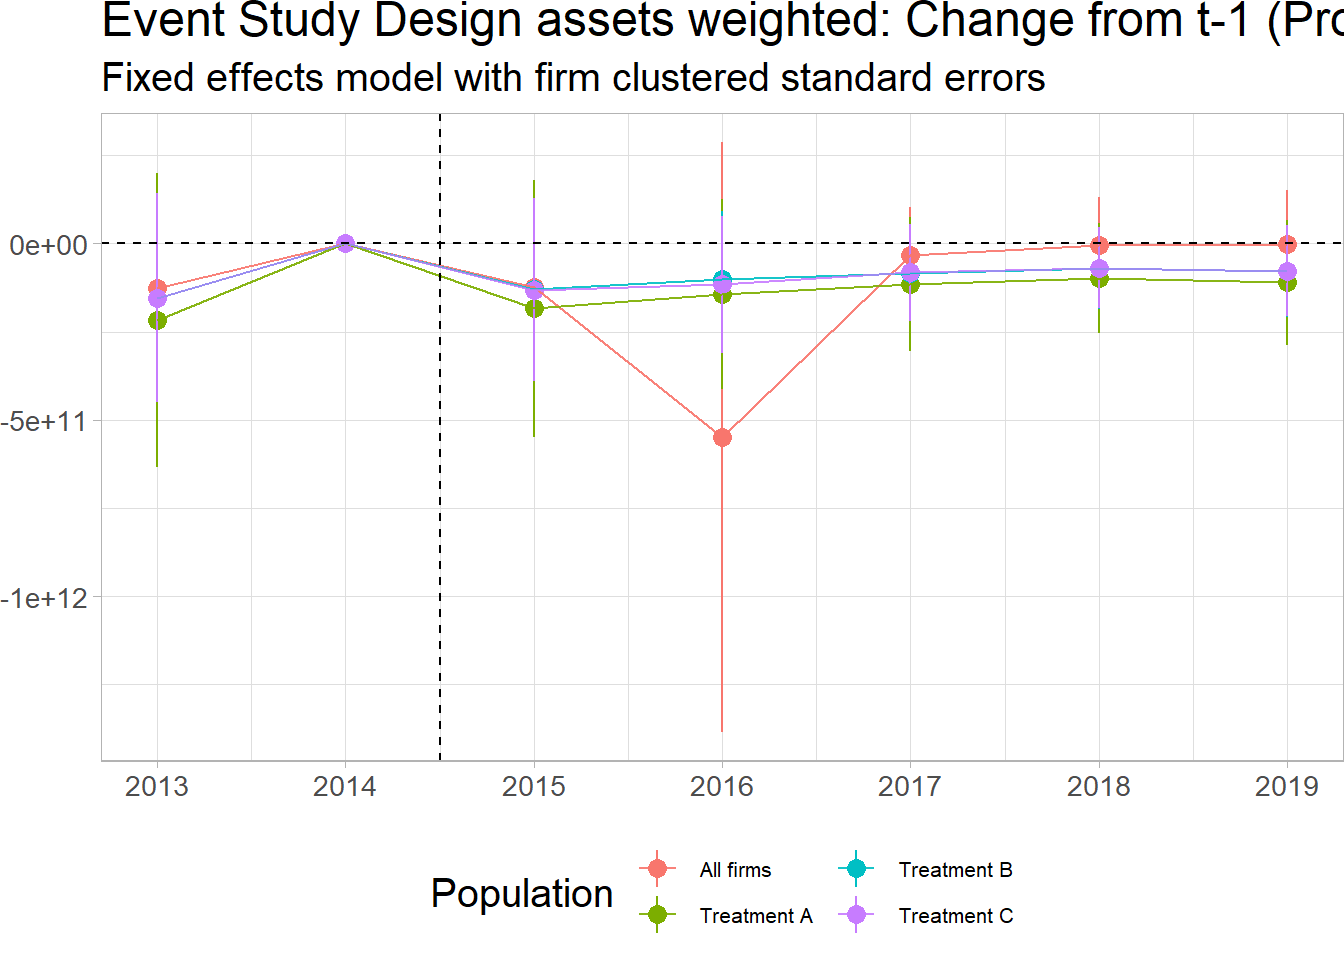 Event Study Design assets weighted: Change from t-1 (Pro
Fixed effects model with firm clustered standard errors
0e+00
-5e+11
-1e+12
2013 2014 2015 2016 2017 2018 2019
Population
All firms
Treatment B
Treatment A
Treatment C